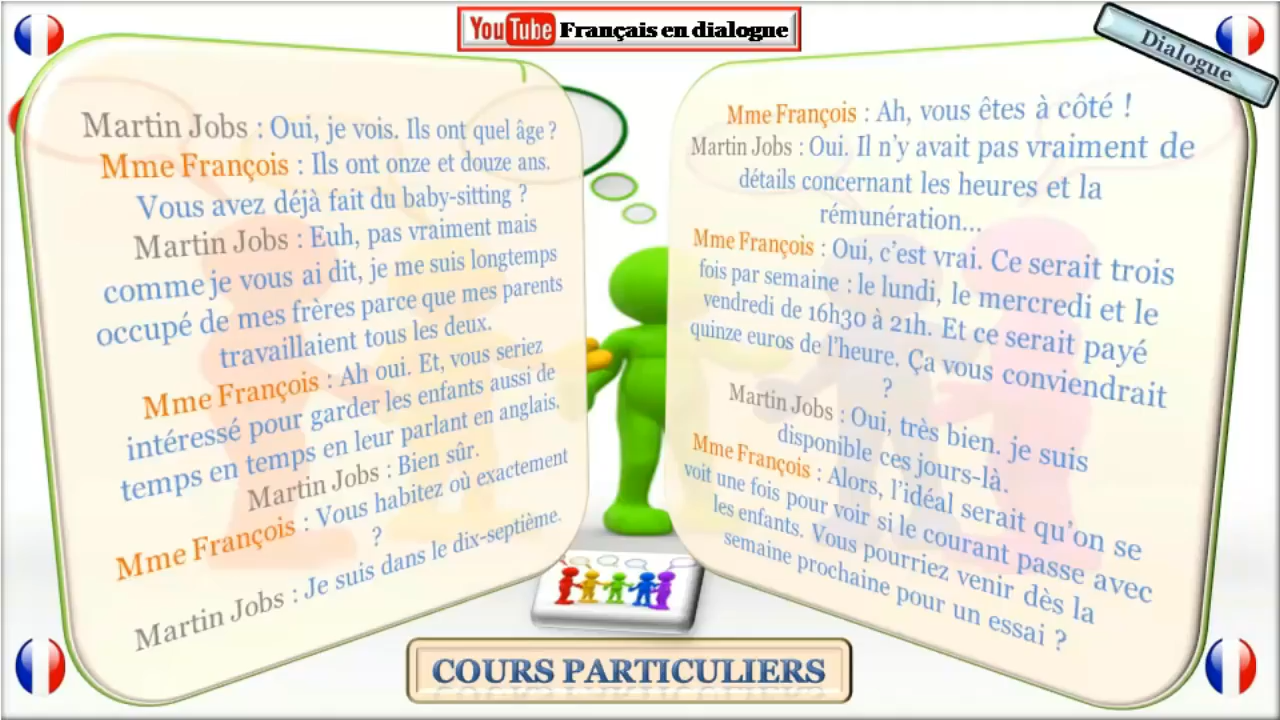 YouTube Français en dialogue
Dialogue
Martin Jobs : Oui, je vois. Ils ont quel âge ?
Mme François : Ils ont onze et douze ans.
Vous avez déjà fait du baby-sitting ?
Martin Jobs : Euh, pas vraiment mais
comme je vous ai dit, je me suis longtemps
occupé de mes frères parce que mes parents
travaillaient tous les deux.
Mme François : Ah oui. Et, vous seriez
intéressé pour garder les enfants aussi de
temps en temps en leur parlant en anglais.
Martin Jobs : Bien sûr.
Mme François : Vous habitez où exactement
?
Martin Jobs : Je suis dans le dix-septième.
Mme François : Ah, vous êtes à côté !
Martin Jobs : Oui. Il n’y avait pas vraiment de
détails concernant les heures et la
rémunération...
Mme François : Oui, c’est vrai. Ce serait trois
fois par semaine : le lundi, le mercredi et le
vendredi de 16h30 à 21h. Et ce serait payé
quinze euros de l’heure. Ça vous conviendrait
?
Martin Jobs : Oui, très bien. je suis
disponible ces jours-là.
Mme François : Alors, l’idéal serait qu’on se
voit une fois pour voir si le courant passe avec
les enfants. Vous pourriez venir dès la
semaine prochaine pour un essai ?
COURS PARTICULIERS